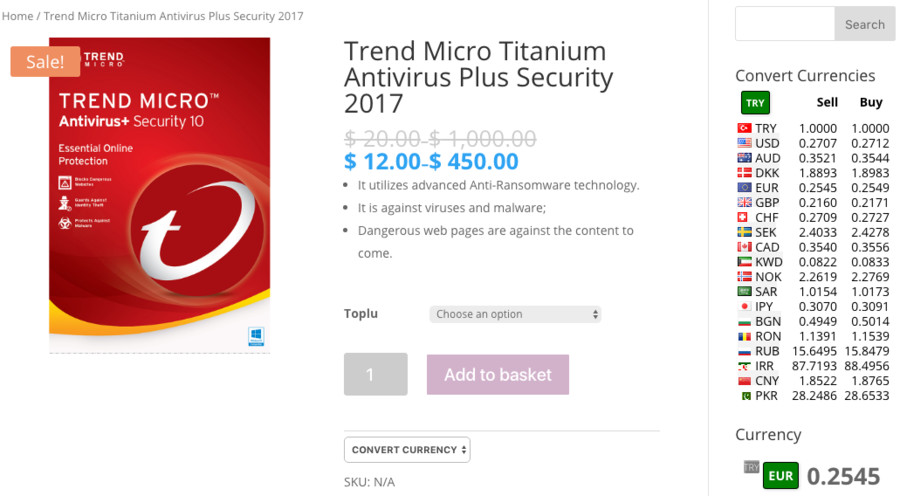 Home / Trend Micro Titanium Antivirus Plus Security 2017
Sale!
TREND
MICRO
TREND MICRO™
Antivirus+ Security 10
Essential Online
Protection
Blocks Dangerous
Websites
Guards Against
Identity Theft
Protects Against
Malware
Trend Micro Titanium
Antivirus Plus Security
2017
$ 20.00-$ 1,000.00
$ 12.00-$ 450.00
It utilizes advanced Anti-Ransomware technology.
It is against viruses and malware;
Dangerous web pages are against the content to
come.
Toplu Choose an option
1 Add to basket
CONVERT CURRENCY
SKU: N/A
Search
Convert Currencies
TRY Sell Buy
TRY 1.0000 1.0000
USD 0.2707 0.2712
AUD 0.3521 0.3544
DKK 1.8893 1.8983
EUR 0.2545 0.2549
GBP 0.2160 0.2171
CHF 0.2709 0.2727
SEK 2.4033 2.4278
CAD 0.3540 0.3556
KWD 0.0822 0.0833
NOK 2.2619 2.2769
SAR 1.0154 1.0173
JPY 0.3070 0.3091
BGN 0.4949 0.5014
RON 1.1391 1.1539
RUB 15.6495 15.8479
IRR 87.7193 88.4956
CNY 1.8522 1.8765
PKR 28.2486 28.6533
Currency
TRY EUR 0.2545